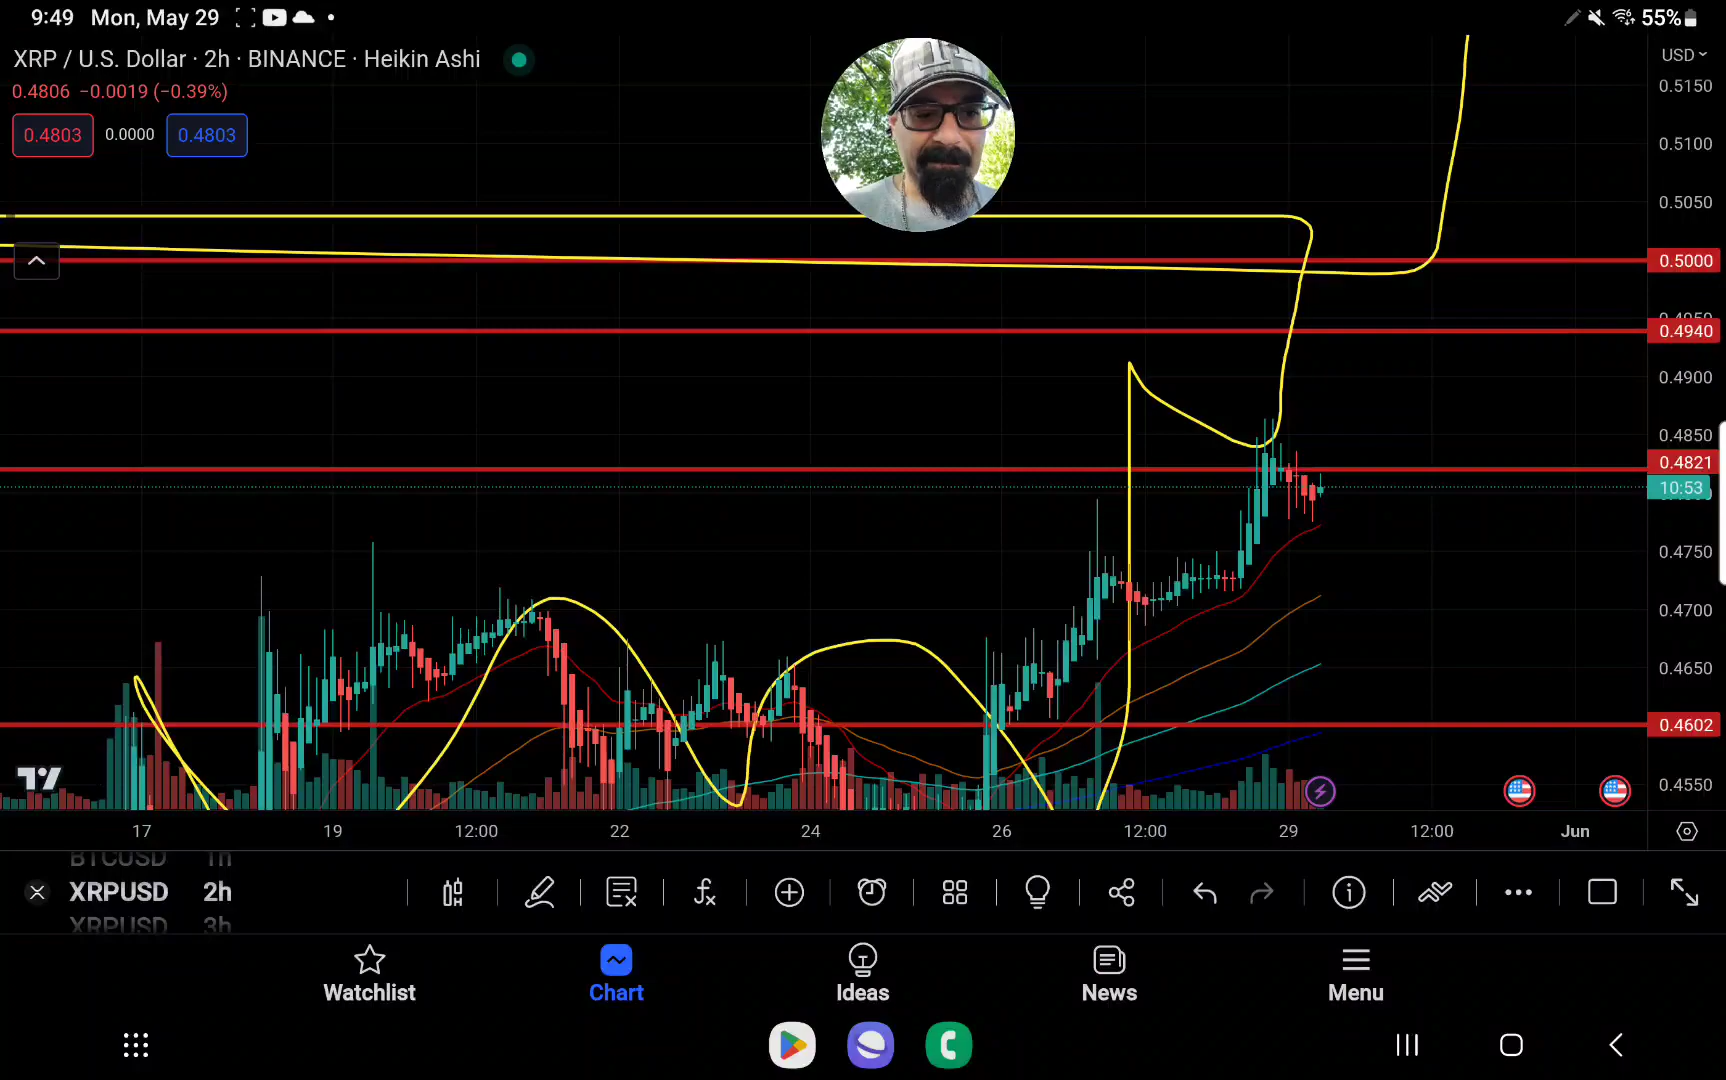 9:49 Mon, May 29 55%
XRP / U.S. Dollar · 2h · BINANCE · Heikin Ashi
0.4806 −0.0019 (−0.39%)
0.4803 0.0000 0.4803
USD
0.5150
0.5100
0.5050
0.5000
0.4950
0.4940
0.4900
0.4850
0.4821
10:53
0.4750
0.4700
0.4650
0.4602
0.4550
17 19 12:00 22 24 26 12:00 29 12:00 Jun
BTCUSD 1h
XRPUSD 2h
XRPUSD 3h
Watchlist Chart Ideas News Menu